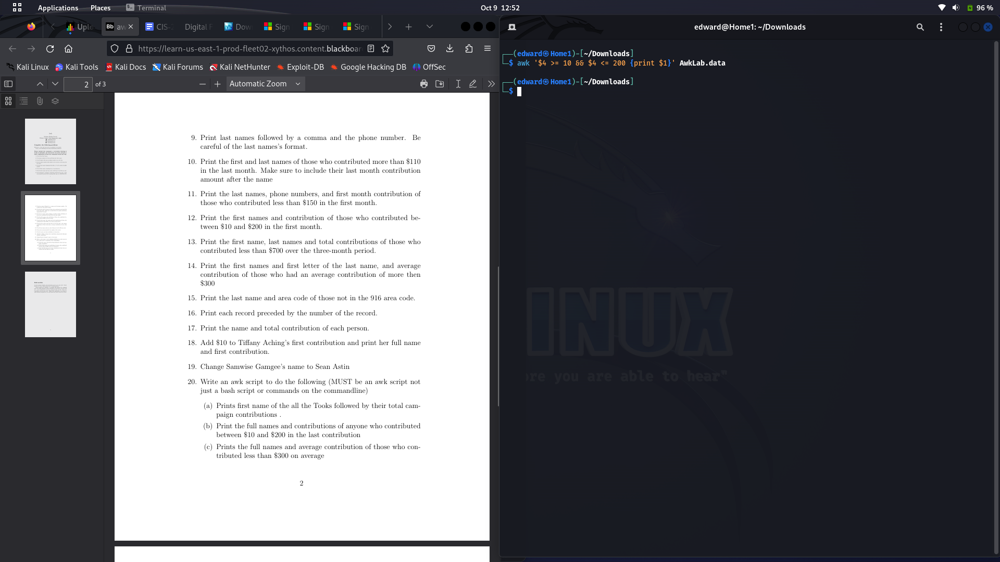 Applications Places Terminal
Oct 9 12:52
96 %
Uplo
Bb aw
CIS-2
Digital F
Dow
Sign
Sign
Sign
https://learn-us-east-1-prod-fleet02-xythos.content.blackboar
Kali Linux Kali Tools Kali Docs Kali Forums Kali NetHunter Exploit-DB Google Hacking DB OffSec
2 of 3
Automatic Zoom
9. Print last names followed by a comma and the phone number. Be
careful of the last names's format.
10. Print the first and last names of those who contributed more than $110
in the last month. Make sure to include their last month contribution
amount after the name
11. Print the last names, phone numbers, and first month contribution of
those who contributed less than $150 in the first month.
12. Print the first names and contribution of those who contributed be-
tween $10 and $200 in the first month.
13. Print the first name, last names and total contributions of those who
contributed less than $700 over the three-month period.
14. Print the first names and first letter of the last name, and average
contribution of those who had an average contribution of more then
$300
15. Print the last name and area code of those not in the 916 area code.
16. Print each record preceded by the number of the record.
17. Print the name and total contribution of each person.
18. Add $10 to Tiffany Aching's first contribution and print her full name
and first contribution.
19. Change Samwise Gamgee's name to Sean Astin
20. Write an awk script to do the following (MUST be an awk script not
just a bash script or commands on the commandline)
(a) Prints first name of the all the Tooks followed by their total cam-
paign contributions .
(b) Print the full names and contributions of anyone who contributed
between $10 and $200 in the last contribution
(c) Prints the full names and average contribution of those who con-
tributed less than $300 on average
2
edward@Home1: ~/Downloads
┌──(edward㉿Home1)-[~/Downloads]
└─$ awk '$4 >= 10 && $4 <= 200 {print $1}' AwkLab.data
┌──(edward㉿Home1)-[~/Downloads]
└─$
INUX
re you are able to hear"